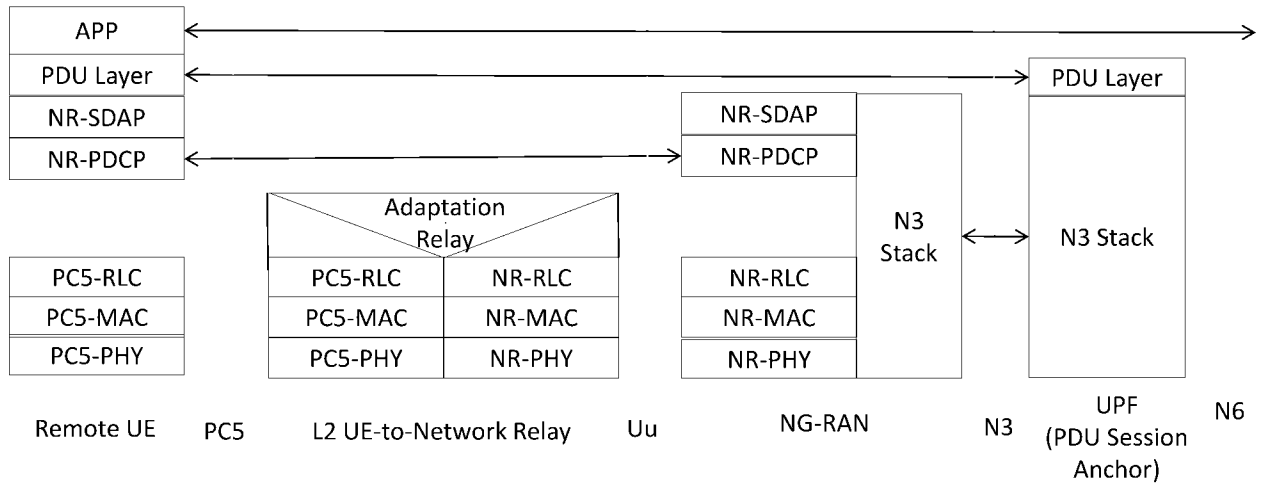 APP
PDU Layer
PDU Layer
NR-SDAP
NR-SDAP
NR-PDCP
NR-PDCP
Adaptation
Relay
N3
Stack
N3 Stack
PC5-RLC
PC5-RLC
NR-RLC
NR-RLC
PC5-MAC
PC5-MAC
NR-MAC
NR-MAC
PC5-PHY
PC5-PHY
NR-PHY
NR-PHY
Remote UE
PC5
L2 UE-to-Network Relay
Uu
NG-RAN
N3
UPF
(PDU Session
Anchor)
N6